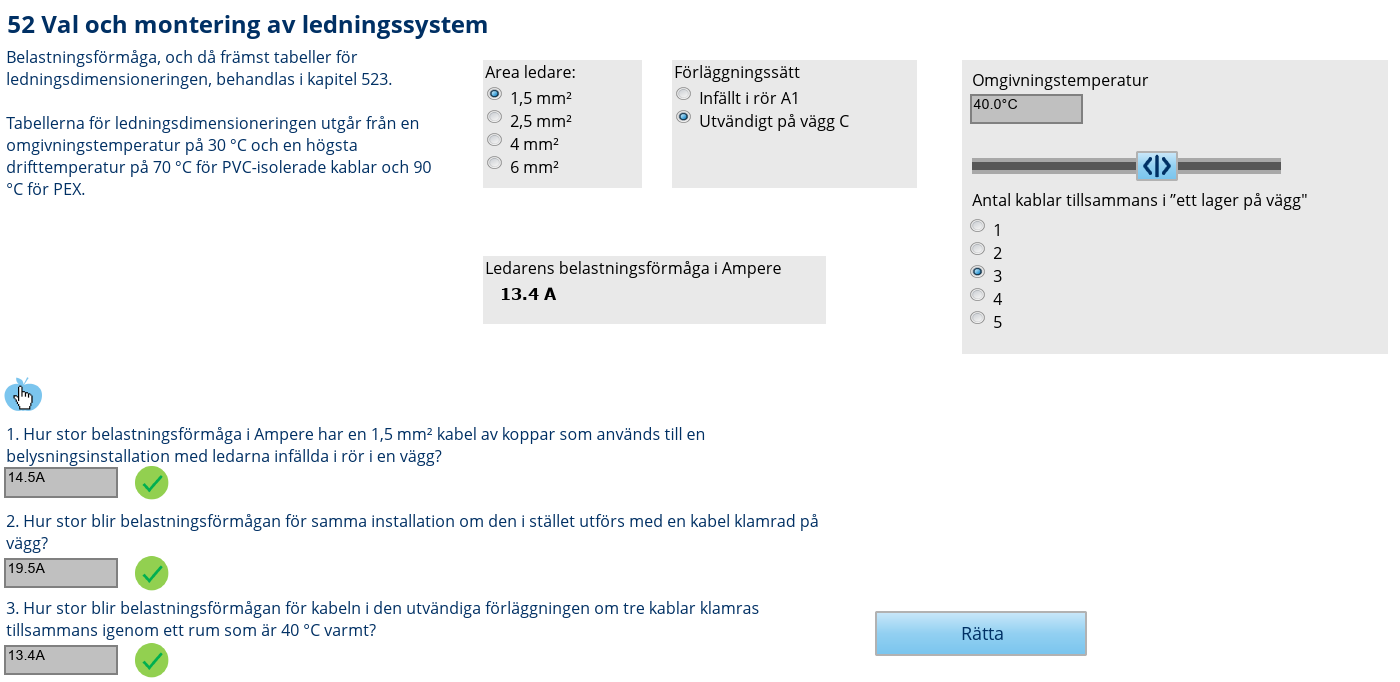 52 Val och montering av ledningssystem
Belastningsförmåga, och då främst tabeller för
ledningsdimensioneringen, behandlas i kapitel 523.
Tabellerna för ledningsdimensioneringen utgår från en
omgivningstemperatur på 30 °C och en högsta
drifttemperatur på 70 °C för PVC-isolerade kablar och 90
°C för PEX.
Area ledare:
1,5 mm²
2,5 mm²
4 mm²
6 mm²
Förläggningssätt
Infällt i rör A1
Utvändigt på vägg C
Omgivningstemperatur
40.0°C
Antal kablar tillsammans i ”ett lager på vägg"
1
2
3
4
5
Ledarens belastningsförmåga i Ampere
13.4 A
1. Hur stor belastningsförmåga i Ampere har en 1,5 mm² kabel av koppar som används till en
belysningsinstallation med ledarna infällda i rör i en vägg?
14.5A
2. Hur stor blir belastningsförmågan för samma installation om den i stället utförs med en kabel klamrad på
vägg?
19.5A
3. Hur stor blir belastningsförmågan för kabeln i den utvändiga förläggningen om tre kablar klamras
tillsammans igenom ett rum som är 40 °C varmt?
13.4A
Rätta